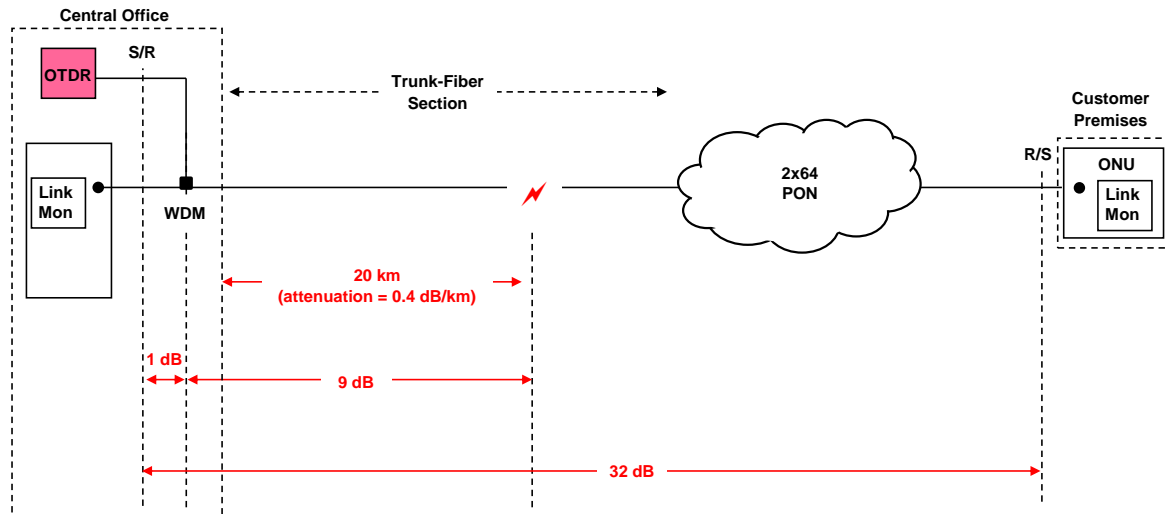 Central Office
S/R
OTDR
Trunk-Fiber
Section
Customer
Premises
R/S
ONU
Link
Mon
Link
Mon
WDM
2x64
PON
20 km
(attenuation = 0.4 dB/km)
1 dB
9 dB
32 dB